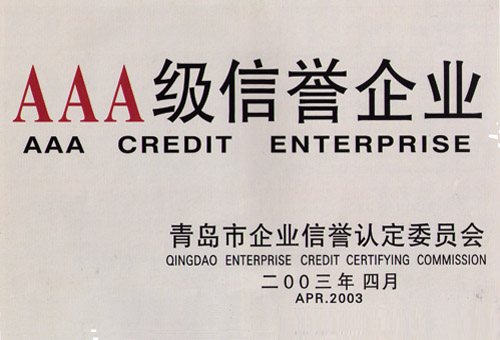 AAA级信誉企业
AAA CREDIT ENTERPRISE
青岛市企业信誉认定委员会
QINGDAO ENTERPRISE CREDIT CERTIFYING COMMISSION
二00三年 四月
APR.2003